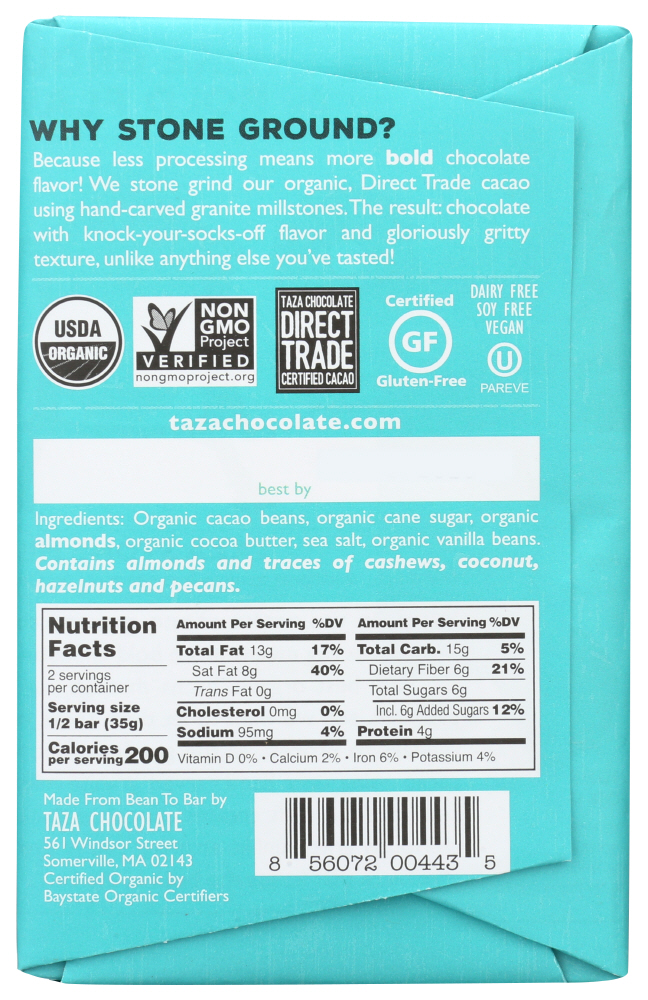 WHY STONE GROUND?
Because less processing means more bold chocolate
flavor! We stone grind our organic, Direct Trade cacao
using hand-carved granite millstones. The result: chocolate
with knock-your-socks-off flavor and gloriously gritty
texture, unlike anything else you've tasted!
USDA
ORGANIC
NON
GMO
Project
VERIFIED
nongmoproject.org
TAZA CHOCOLATE
DIRECT
TRADE
CERTIFIED CACAO
Certified
GF
Gluten-Free
DAIRY FREE
SOY FREE
VEGAN
U
PAREVE
tazachocolate.com
best by
Ingredients: Organic cacao beans, organic cane sugar, organic
almonds, organic cocoa butter, sea salt, organic vanilla beans.
Contains almonds and traces of cashews, coconut,
hazelnuts and pecans.
Nutrition
Facts
2 servings
per container
Serving size
1/2 bar (35g)
Calories
per serving 200
Amount Per Serving %DV
Total Fat 13g 17%
Sat Fat 8g 40%
Trans Fat 0g
Cholesterol 0mg 0%
Sodium 95mg 4%
Amount Per Serving %DV
Total Carb. 15g 5%
Dietary Fiber 6g 21%
Total Sugars 6g
Incl. 6g Added Sugars 12%
Protein 4g
Vitamin D 0% • Calcium 2% • Iron 6% • Potassium 4%
Made From Bean To Bar by
TAZA CHOCOLATE
561 Windsor Street
Somerville, MA 02143
Certified Organic by
Baystate Organic Certifiers
8 56072 00443 5